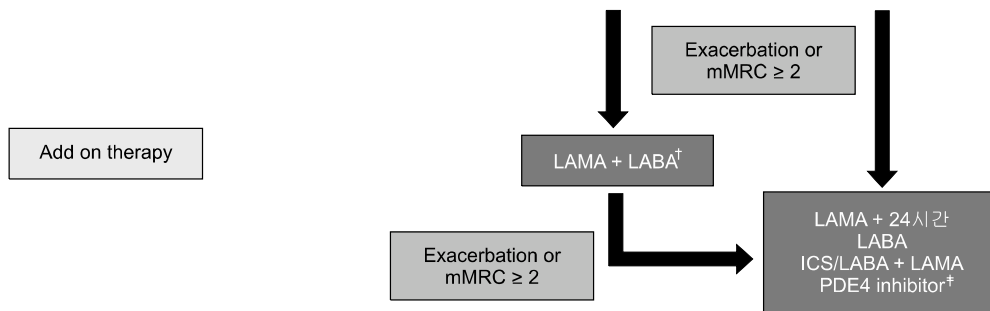 Exacerbation or
mMRC ≥ 2
Add on therapy
LAMA + LABA†
LAMA + 24시간
LABA
ICS/LABA + LAMA
PDE4 inhibitor‡
Exacerbation or
mMRC ≥ 2